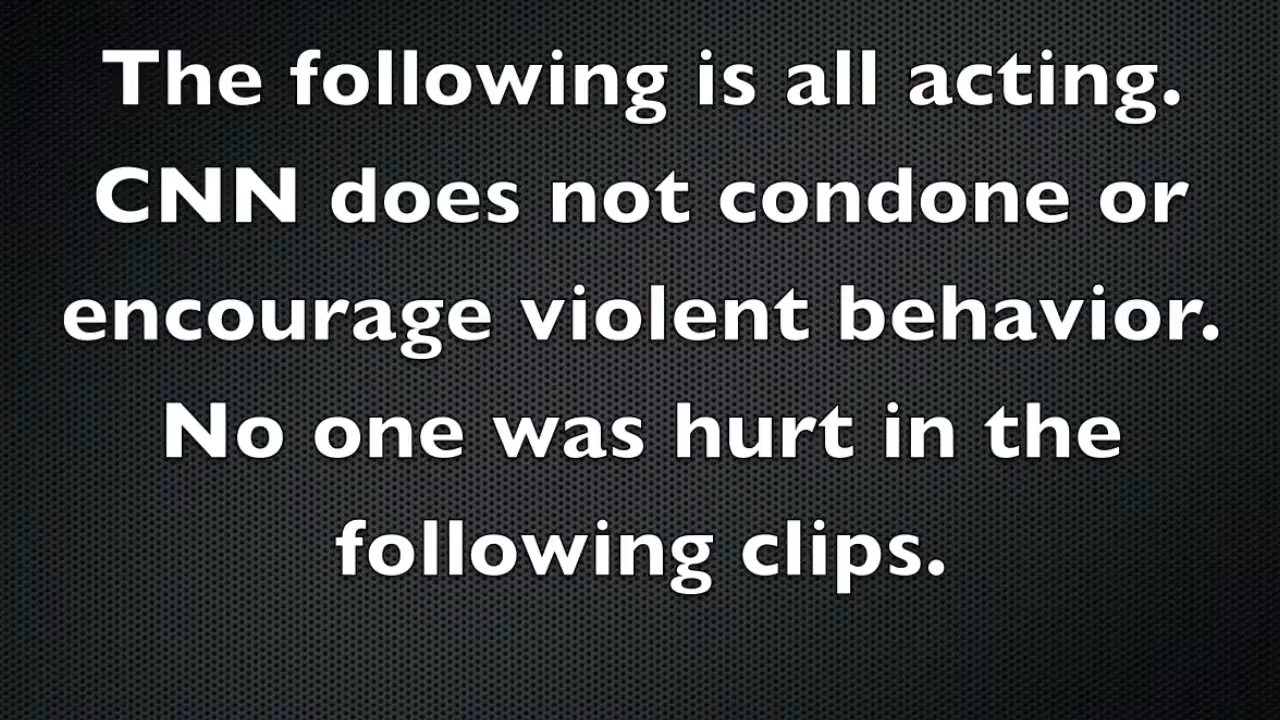 The following is all acting.
CNN does not condone or
encourage violent behavior.
No one was hurt in the
following clips.